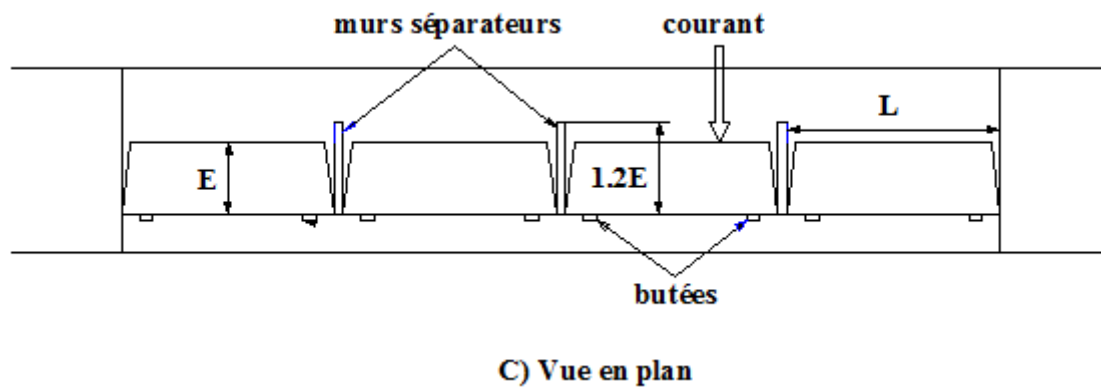 murs séparateurs
courant
L
E
1.2E
butées
C) Vue en plan